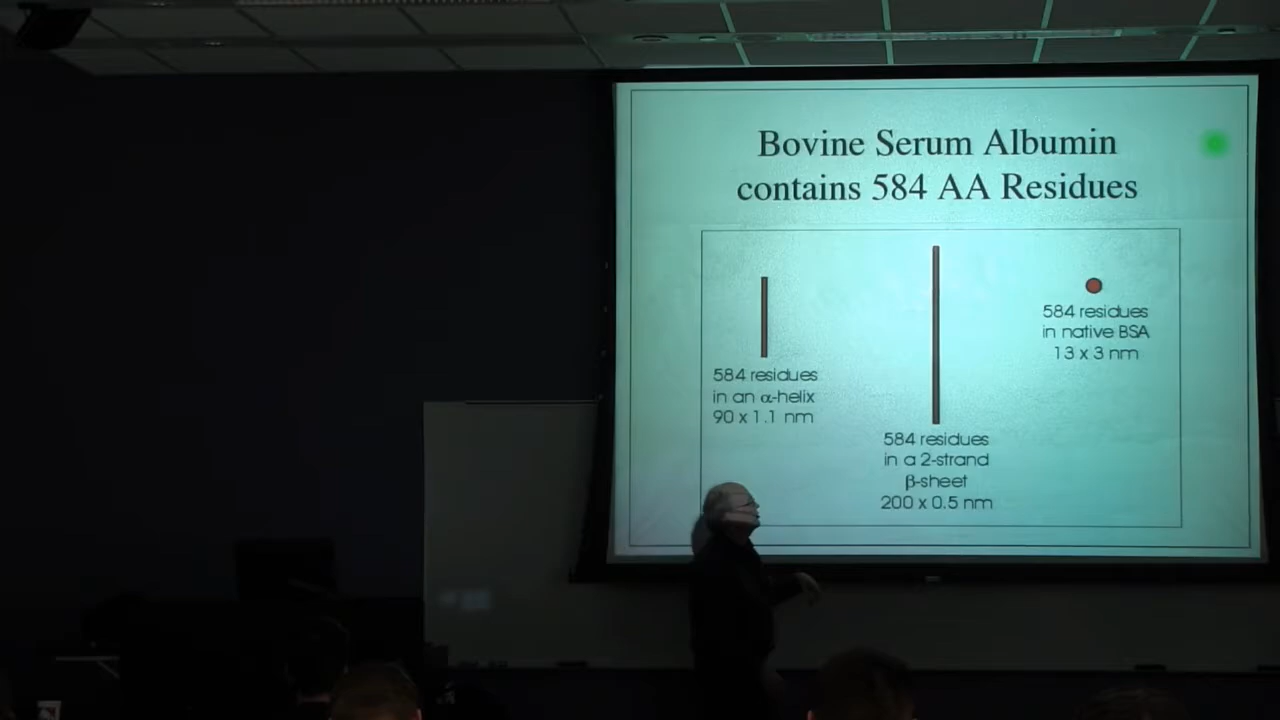 Bovine Serum Albumin
contains 584 AA Residues
584 residues
in an α-helix
90 x 1.1 nm
584 residues
in a 2-strand
β-sheet
200 x 0.5 nm
584 residues
in native BSA
13 x 3 nm